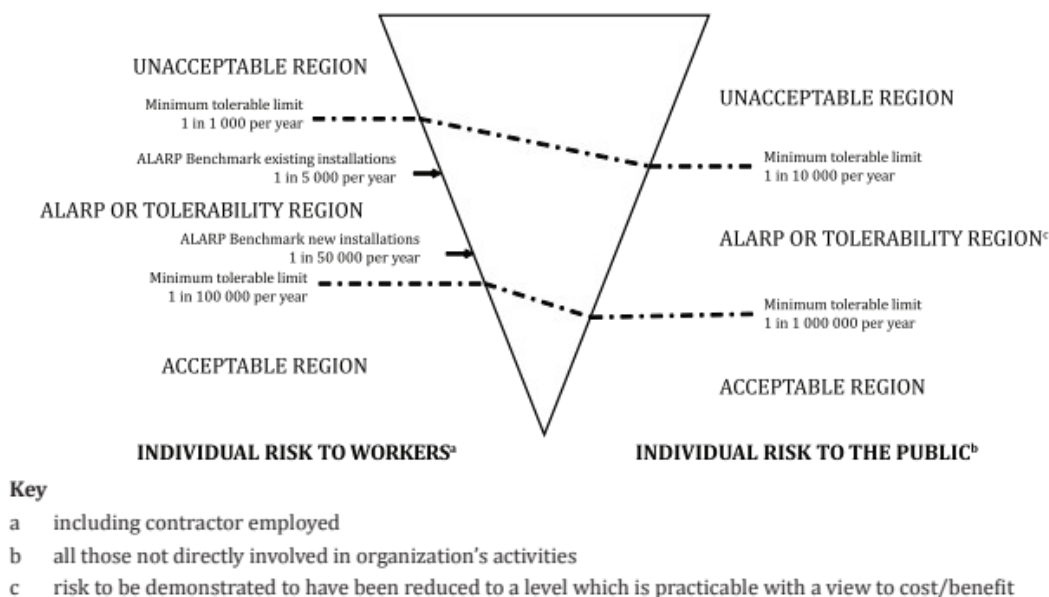 UNACCEPTABLE REGION
Minimum tolerable limit
1 in 1 000 per year
ALARP Benchmark existing installations
1 in 5 000 per year
ALARP OR TOLERABILITY REGION
ALARP Benchmark new installations
1 in 50 000 per year
Minimum tolerable limit
1 in 100 000 per year
ACCEPTABLE REGION
INDIVIDUAL RISK TO WORKERSᵃ
UNACCEPTABLE REGION
Minimum tolerable limit
1 in 10 000 per year
ALARP OR TOLERABILITY REGIONᶜ
Minimum tolerable limit
1 in 1 000 000 per year
ACCEPTABLE REGION
INDIVIDUAL RISK TO THE PUBLICᵇ
Key
a including contractor employed
b all those not directly involved in organization's activities
c risk to be demonstrated to have been reduced to a level which is practicable with a view to cost/benefit